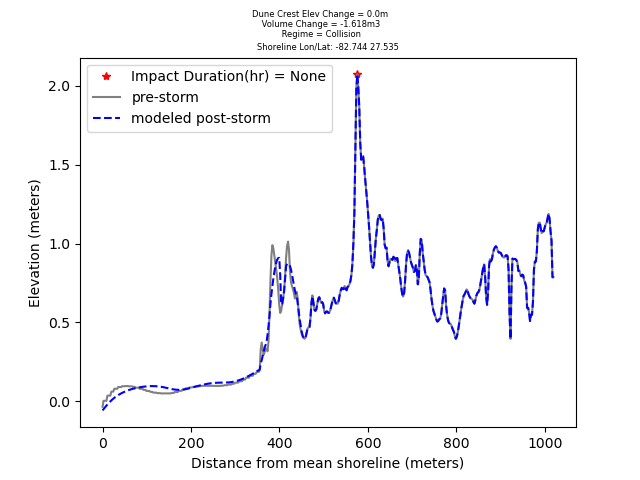 Dune Crest Elev Change = 0.0m
Volume Change = -1.618m3
Regime = Collision
Shoreline Lon/Lat: -82.744 27.535
Impact Duration(hr) = None
pre-storm
modeled post-storm
Elevation (meters)
2.0
1.5
1.0
0.5
0.0
0 200 400 600 800 1000
Distance from mean shoreline (meters)